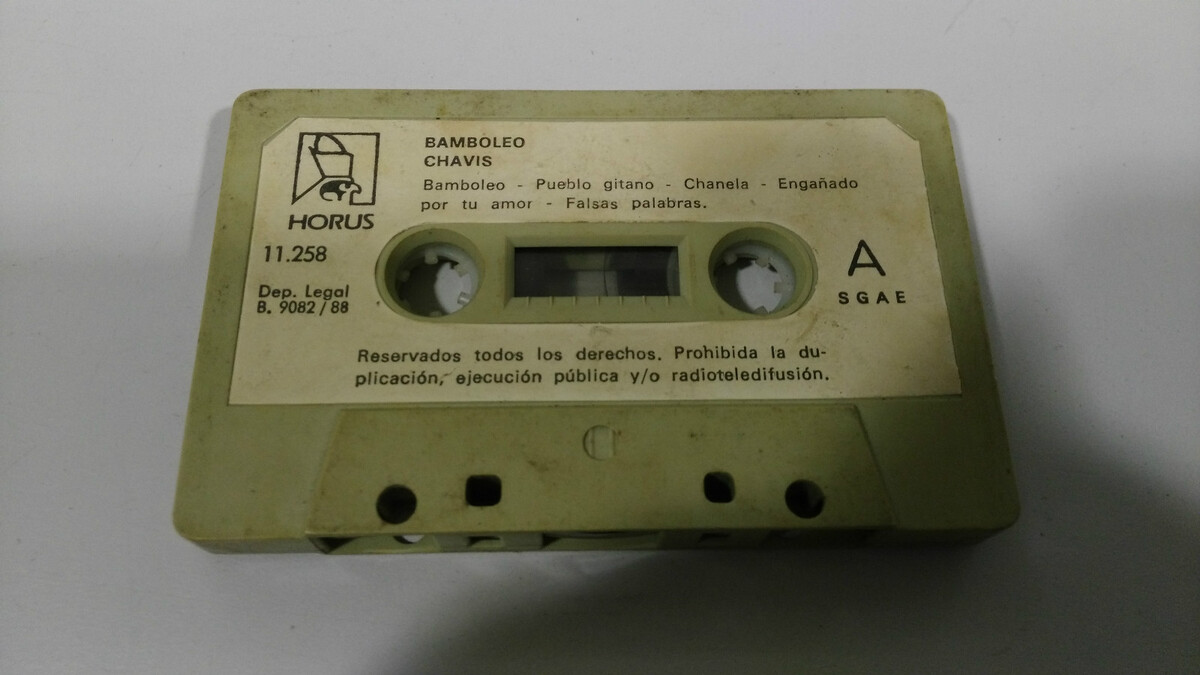 HORUS
11.258
Dep. Legal
B. 9082/88
BAMBOLEO
CHAVIS
Bamboleo - Pueblo gitano - Chanela - Engañado
por tu amor - Falsas palabras.
A
SGAE
Reservados todos los derechos. Prohibida la du-
plicación, ejecución pública y/o radioteledifusión.